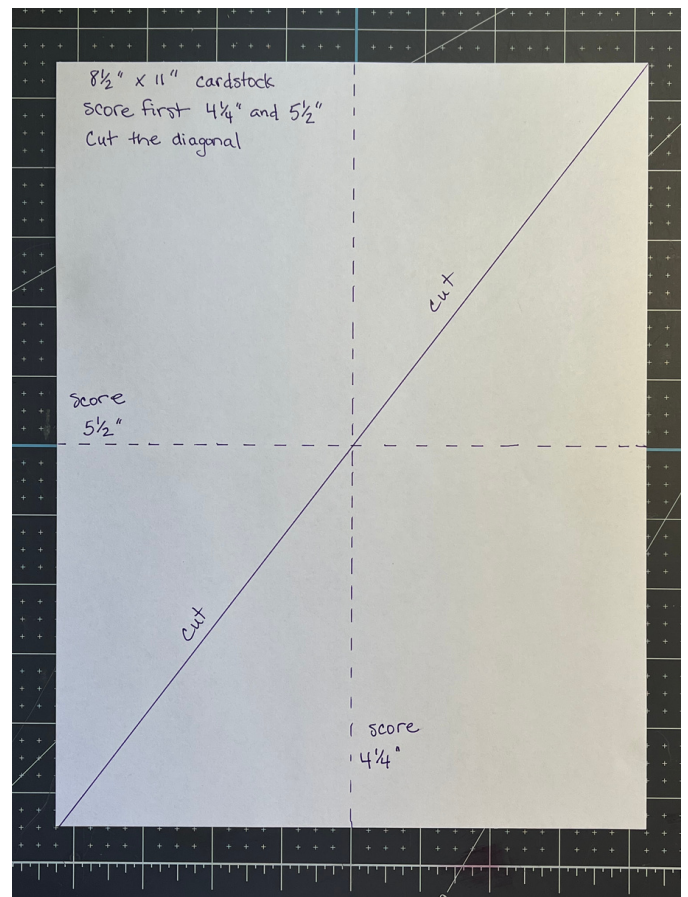 8½" x 11" cardstock
score first 4¼" and 5½"
Cut the diagonal
cut
score
5½"
cut
score
4¼"